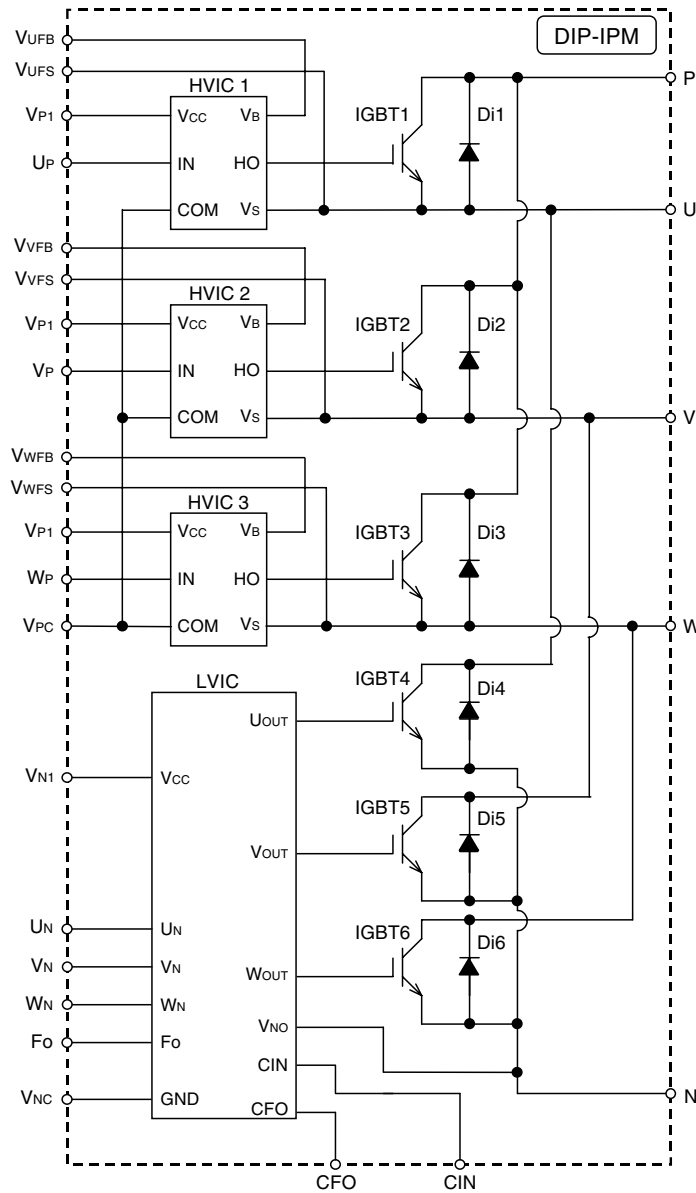 DIP-IPM
VUFB
VUFS
HVIC 1
P
VP1
VCC
VB
IGBT1
Di1
UP
IN
HO
COM
VS
U
VVFB
VVFS
HVIC 2
VP1
VCC
VB
IGBT2
Di2
VP
IN
HO
COM
VS
V
VWFB
VWFS
HVIC 3
VP1
VCC
VB
IGBT3
Di3
WP
IN
HO
VPC
COM
VS
W
LVIC
IGBT4
Di4
UOUT
VN1
VCC
IGBT5
Di5
VOUT
UN
UN
IGBT6
Di6
VN
VN
WOUT
WN
WN
VNO
FO
FO
CIN
VNC
GND
CFO
N
CFO
CIN